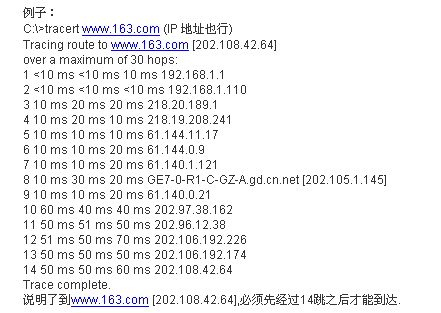 例子：
C:\>tracert www.163.com (IP 地址也行)
Tracing route to www.163.com [202.108.42.64]
over a maximum of 30 hops:
1 <10 ms <10 ms 10 ms 192.168.1.1
2 <10 ms <10 ms <10 ms 192.168.1.110
3 10 ms 20 ms 20 ms 218.20.189.1
4 10 ms 20 ms 10 ms 218.19.208.241
5 10 ms 10 ms 10 ms 61.144.11.17
6 10 ms 10 ms 20 ms 61.144.0.9
7 10 ms 10 ms 20 ms 61.140.1.121
8 10 ms 30 ms 20 ms GE7-0-R1-C-GZ-A.gd.cn.net [202.105.1.145]
9 10 ms 10 ms 20 ms 61.140.0.21
10 60 ms 40 ms 40 ms 202.97.38.162
11 50 ms 51 ms 50 ms 202.96.12.38
12 51 ms 50 ms 70 ms 202.106.192.226
13 50 ms 50 ms 50 ms 202.106.192.174
14 50 ms 50 ms 60 ms 202.108.42.64
Trace complete.
说明了到www.163.com [202.108.42.64],必须先经过14跳之后才能到达.